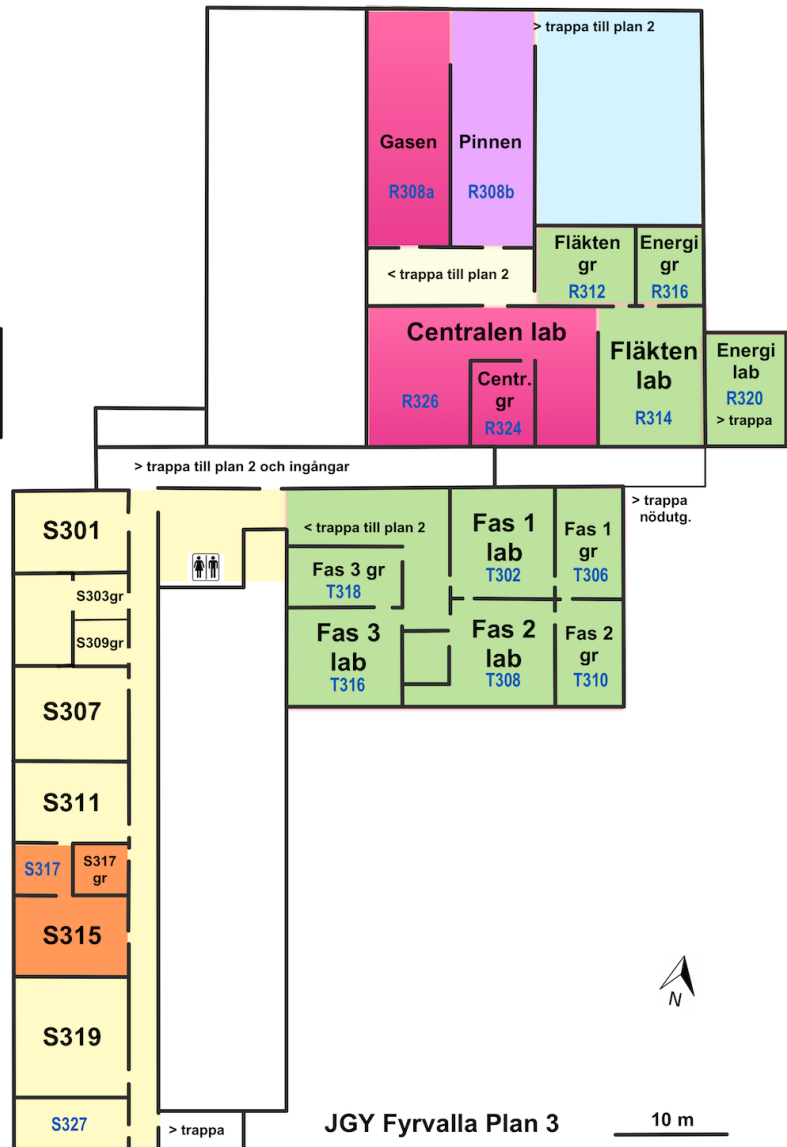 > trappa till plan 2
Gasen
R308a
Pinnen
R308b
< trappa till plan 2
Fläkten
gr
R312
Energi
gr
R316
Centralen lab
R326
Centr.
gr
R324
Fläkten
lab
R314
Energi
lab
R320
> trappa
> trappa till plan 2 och ingångar
> trappa
nödutg.
S301
< trappa till plan 2
Fas 1
lab
T302
Fas 1
gr
T306
Fas 3 gr
T318
S303gr
S309gr
Fas 3
lab
T316
Fas 2
lab
T308
Fas 2
gr
T310
S307
S311
S317
S317
gr
S315
S319
N
S327
> trappa
JGY Fyrvalla Plan 3
10 m